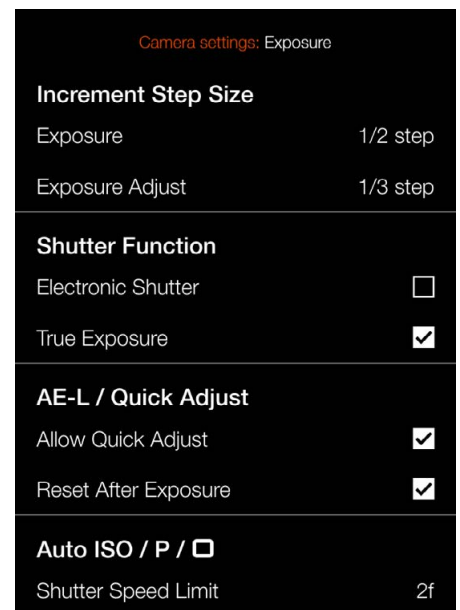 Camera settings: Exposure
Increment Step Size
Exposure 1/2 step
Exposure Adjust 1/3 step
Shutter Function
Electronic Shutter
True Exposure
AE-L / Quick Adjust
Allow Quick Adjust
Reset After Exposure
Auto ISO / P /
Shutter Speed Limit 2f